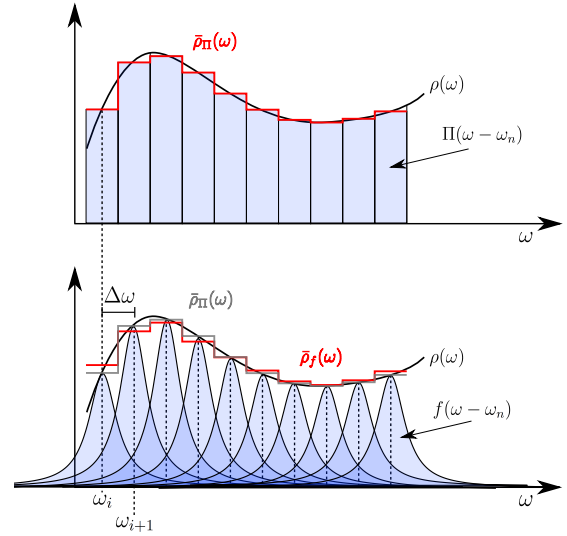 ρ̄_Π(ω)
ρ(ω)
Π(ω − ω_n)
ω
Δω
ρ̄_Π(ω)
ρ̄_f(ω)
ρ(ω)
f(ω − ω_n)
ω_i
ω
ω_{i+1}